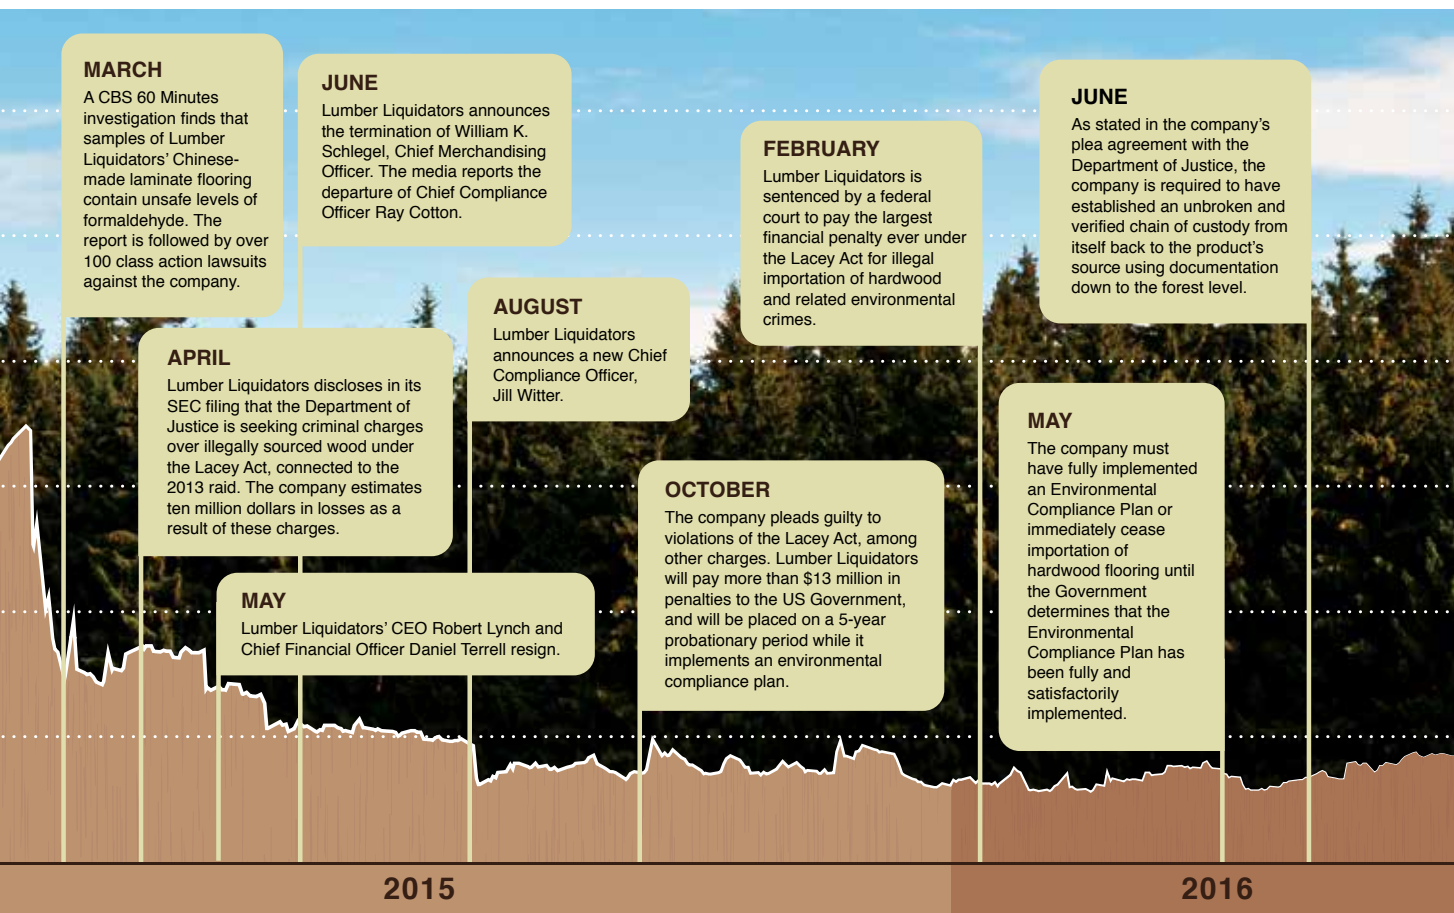 MARCH
A CBS 60 Minutes
investigation finds that
samples of Lumber
Liquidators’ Chinese-
made laminate flooring
contain unsafe levels of
formaldehyde. The
report is followed by over
100 class action lawsuits
against the company.
APRIL
Lumber Liquidators discloses in its
SEC filing that the Department of
Justice is seeking criminal charges
over illegally sourced wood under
the Lacey Act, connected to the
2013 raid. The company estimates
ten million dollars in losses as a
result of these charges.
MAY
Lumber Liquidators’ CEO Robert Lynch and
Chief Financial Officer Daniel Terrell resign.
JUNE
Lumber Liquidators announces
the termination of William K.
Schlegel, Chief Merchandising
Officer. The media reports the
departure of Chief Compliance
Officer Ray Cotton.
AUGUST
Lumber Liquidators
announces a new Chief
Compliance Officer,
Jill Witter.
OCTOBER
The company pleads guilty to
violations of the Lacey Act, among
other charges. Lumber Liquidators
will pay more than $13 million in
penalties to the US Government,
and will be placed on a 5-year
probationary period while it
implements an environmental
compliance plan.
FEBRUARY
Lumber Liquidators is
sentenced by a federal
court to pay the largest
financial penalty ever under
the Lacey Act for illegal
importation of hardwood
and related environmental
crimes.
MAY
The company must
have fully implemented
an Environmental
Compliance Plan or
immediately cease
importation of
hardwood flooring until
the Government
determines that the
Environmental
Compliance Plan has
been fully and
satisfactorily
implemented.
JUNE
As stated in the company’s
plea agreement with the
Department of Justice, the
company is required to have
established an unbroken and
verified chain of custody from
itself back to the product’s
source using documentation
down to the forest level.
2015
2016